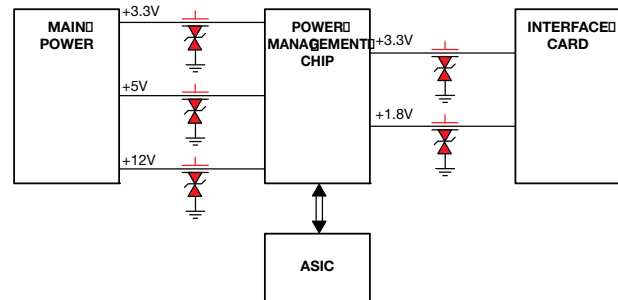 MAIN
POWER
+3.3V
+5V
+12V
POWER
MANAGEMENT
CHIP
+3.3V
+1.8V
INTERFACE
CARD
ASIC